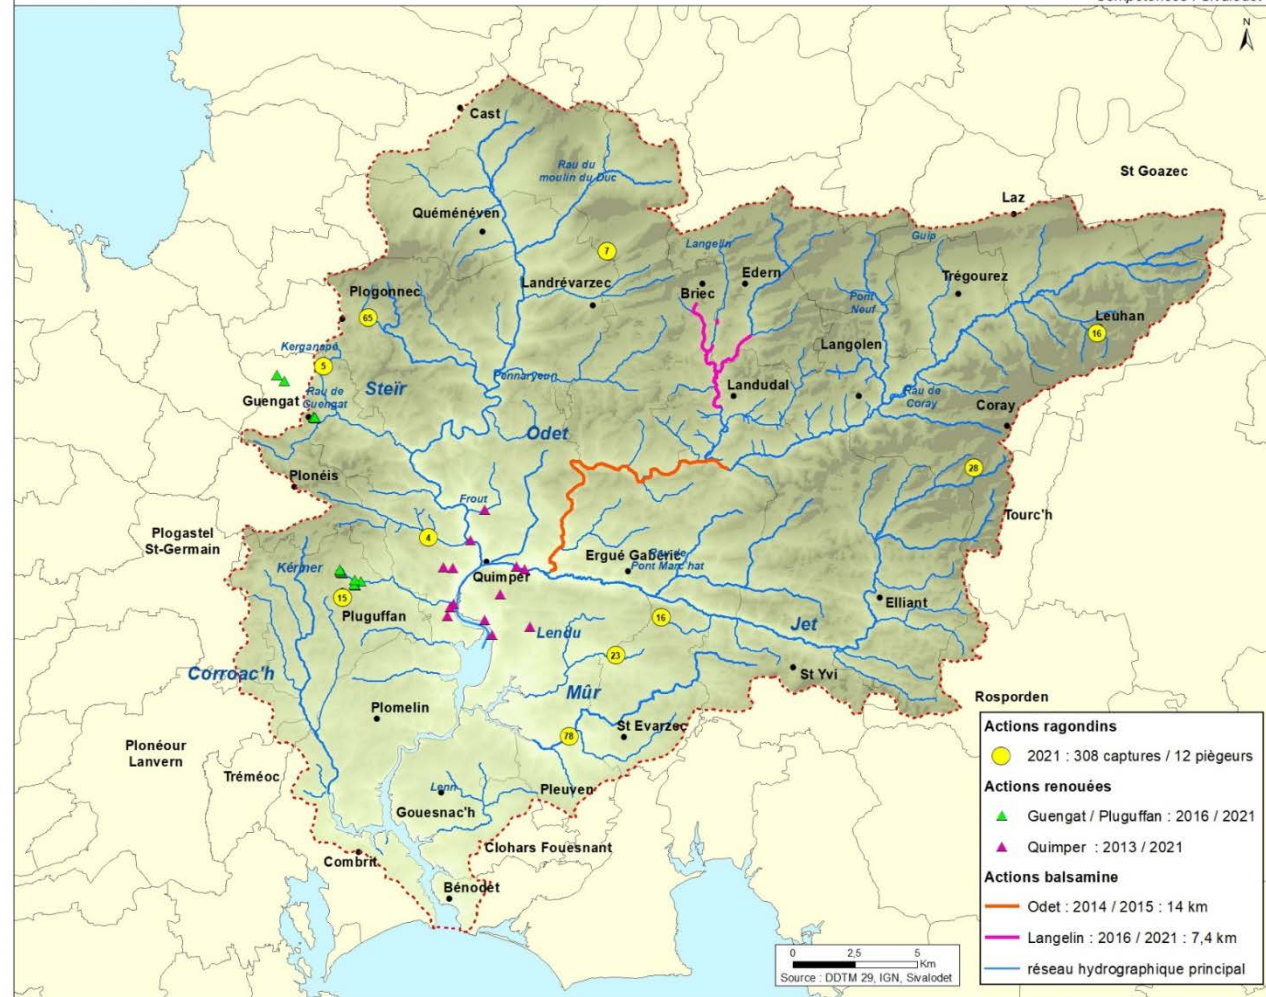 N
Cast
Rau du
moulin du Duc
St Goazec
Laz
Quéménéven
Langelin
Guip
7
Edern
Trégourez
Landrévarzec
Briec
Plogonnec
Pont
Neuf
65
Leuhan
16
Kerganapé
Langolen
5
Pennaryeun
Landudal
Steïr
Rau de
Guengat
Guengat
Rau de
Coray
Coray
Odet
28
Plonéis
Frout
Tourc'h
Plogastel
St-Germain
4
Ergué Gabéric
Pont Marc'hat
Kérmer
Quimper
15
Elliant
Pluguffan
16
Jet
Lendu
23
Corroac'h
St Yvi
Mûr
Rosporden
Plomelin
St Evarzec
78
Plonéour
Lanvern
Tréméoc
Lenn
Pleuven
Gouesnac'h
Clohars Fouesnant
Combrit
Bénodet
Actions ragondins
2021 : 308 captures / 12 piègeurs
Actions renouées
Guengat / Pluguffan : 2016 / 2021
Quimper : 2013 / 2021
Actions balsamine
Odet : 2014 / 2015 : 14 km
Langelin : 2016 / 2021 : 7,4 km
réseau hydrographique principal
0 2,5 5
Km
Source : DDTM 29, IGN, Sivalodet